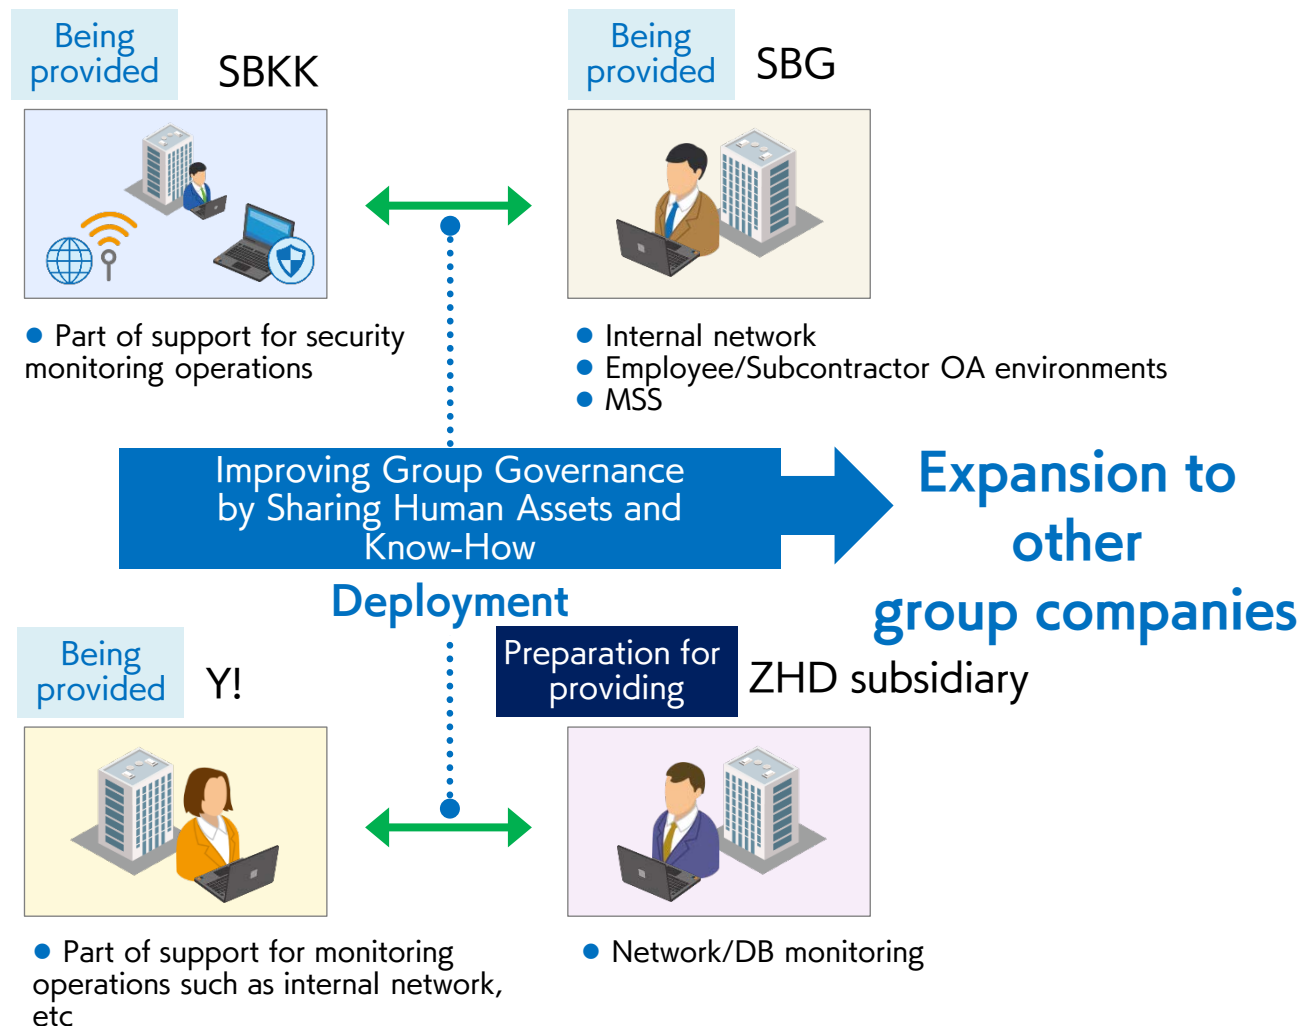 Being
provided
SBKK
Being
provided
SBG
● Part of support for security
monitoring operations
● Internal network
● Employee/Subcontractor OA environments
● MSS
Improving Group Governance
by Sharing Human Assets and
Know-How
Expansion to
other
group companies
Deployment
Being
provided
Y!
Preparation for
providing
ZHD subsidiary
● Part of support for monitoring
operations such as internal network,
etc
● Network/DB monitoring